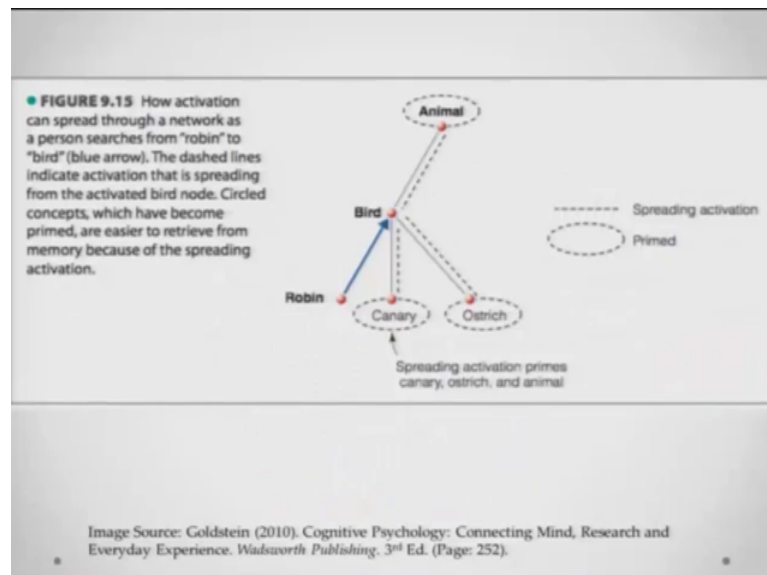 • FIGURE 9.15 How activation
can spread through a network as
a person searches from "robin" to
"bird" (blue arrow). The dashed lines
indicate activation that is spreading
from the activated bird node. Circled
concepts, which have become
primed, are easier to retrieve from
memory because of the spreading
activation.
Animal
Bird
Robin
Canary
Ostrich
Spreading activation primes
canary, ostrich, and animal
Spreading activation
Primed
Image Source: Goldstein (2010). Cognitive Psychology: Connecting Mind, Research and
Everyday Experience. Wadsworth Publishing. 3rd Ed. (Page: 252).